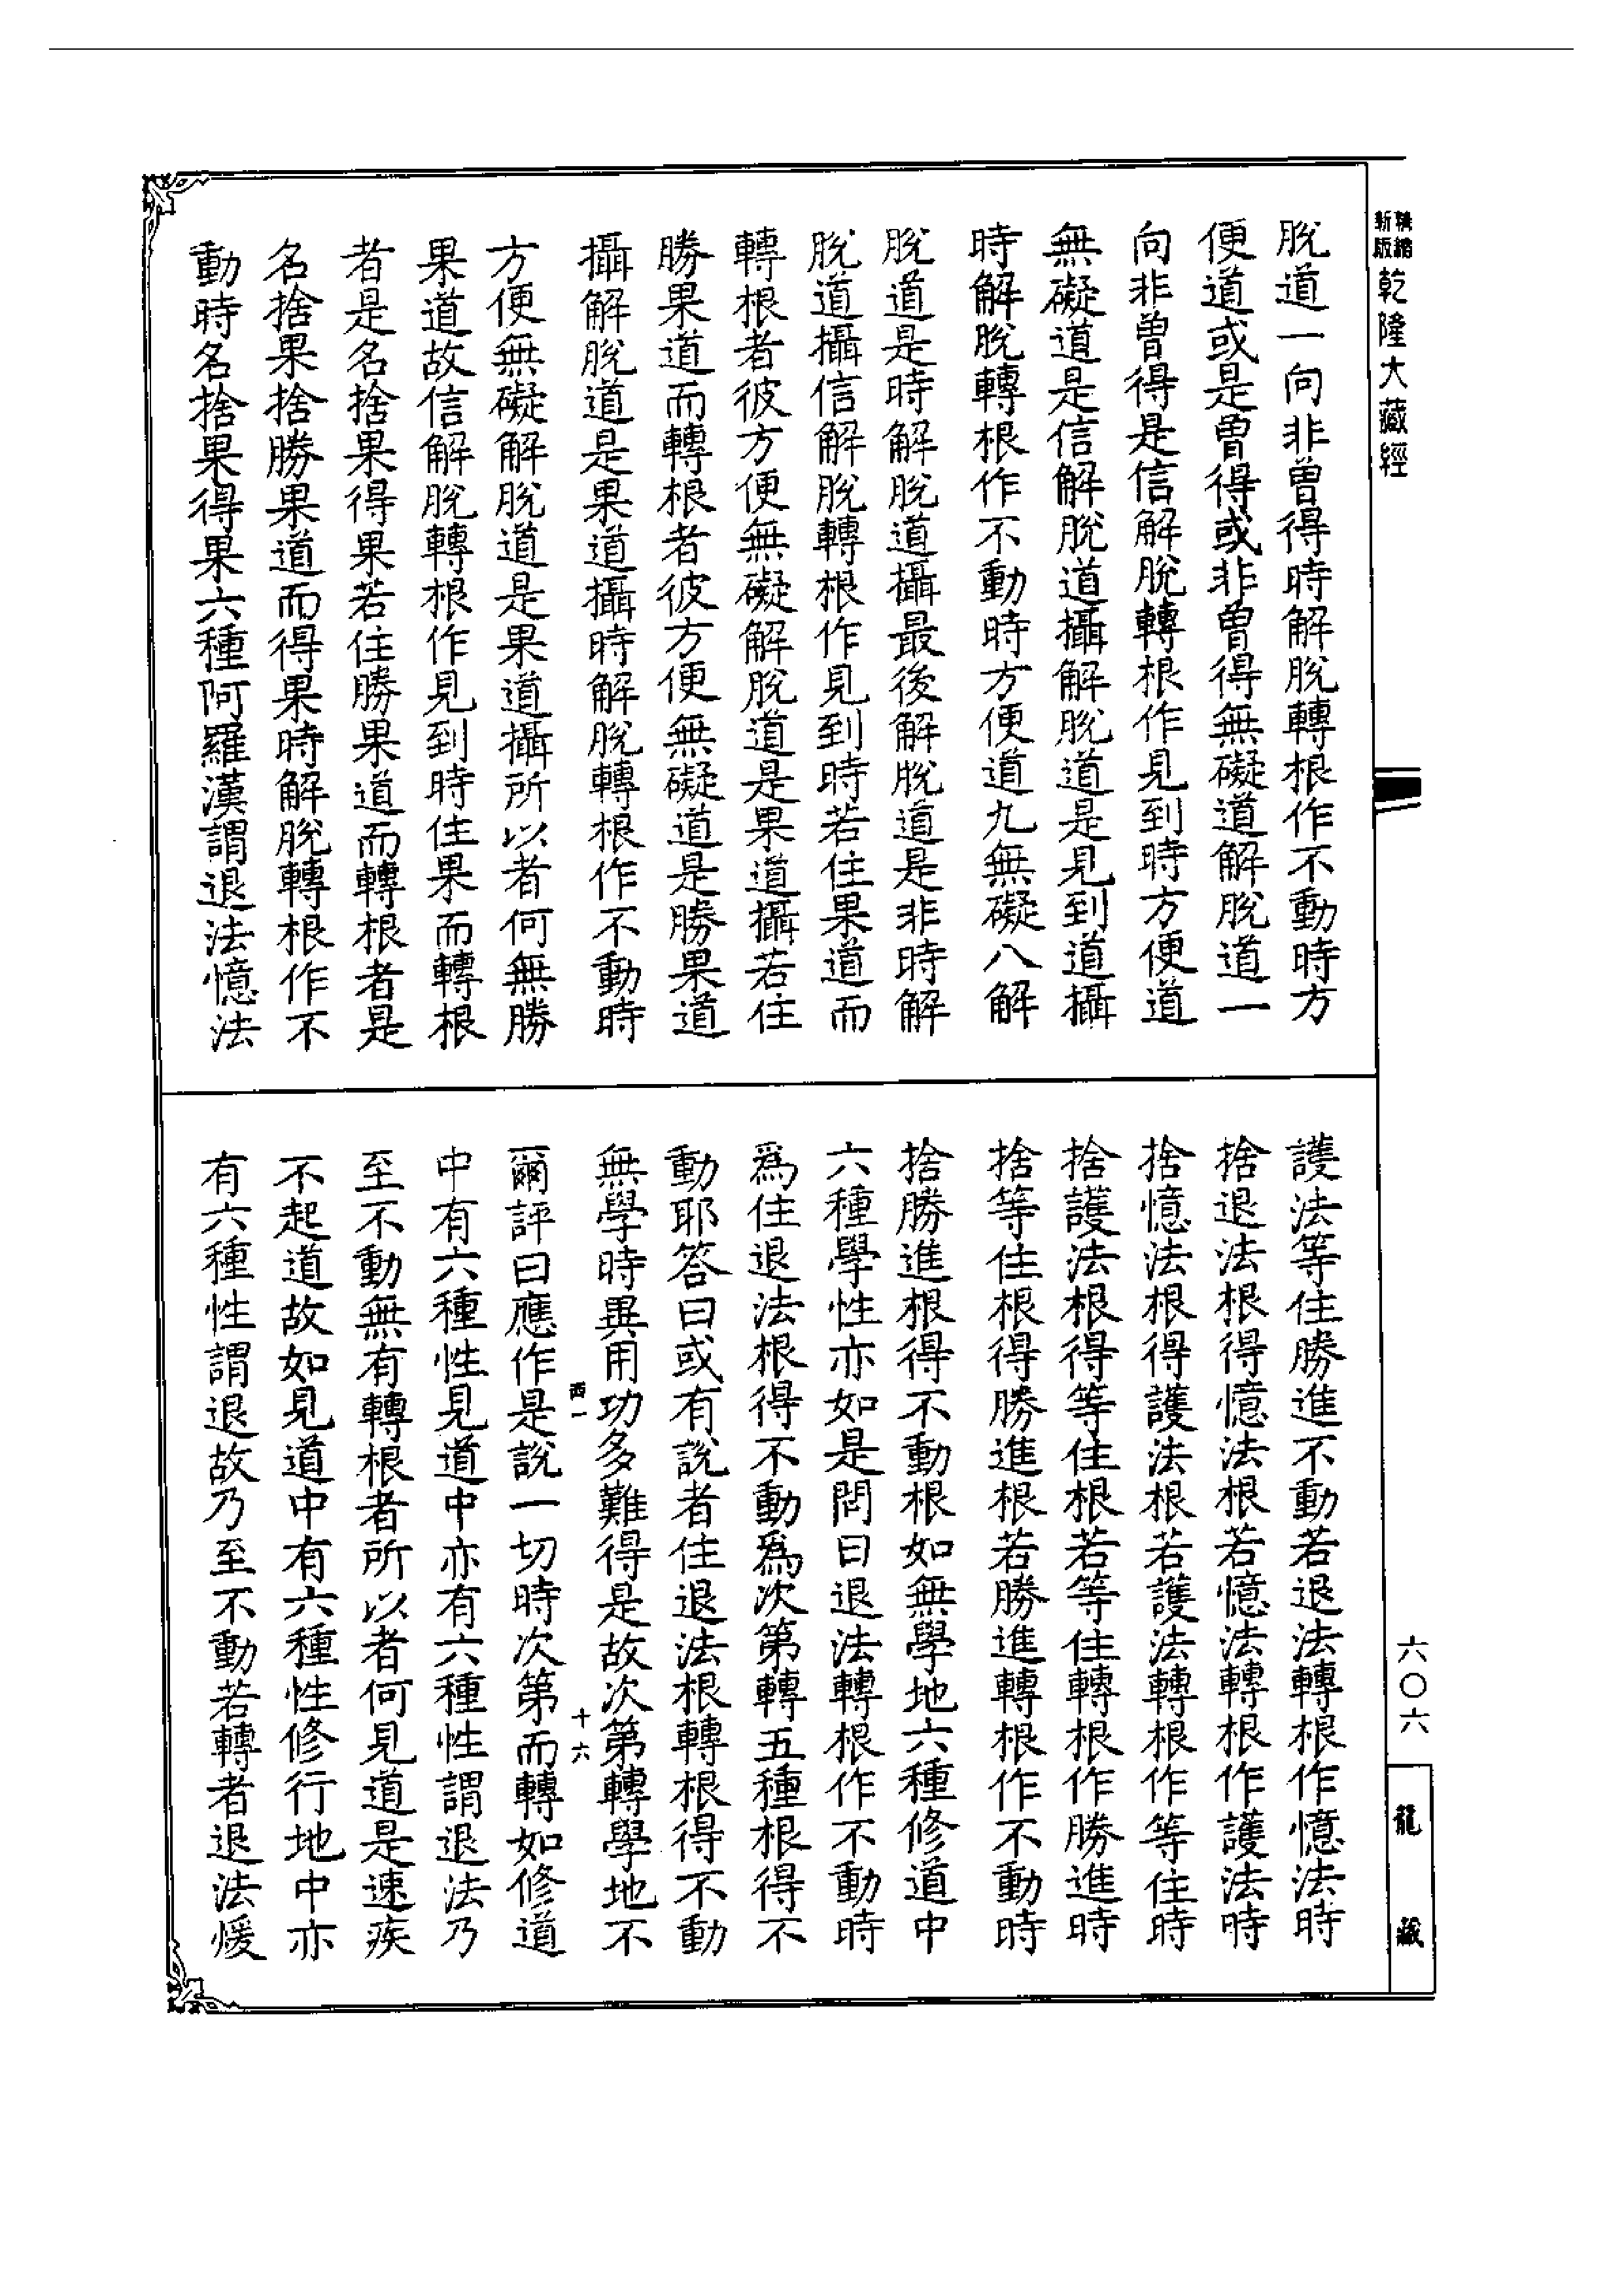 精縮新版 乾隆大藏經
脫道一向非曾得時解脫轉根作不動時方
便道或是曾得或非曾得無礙道解脫道一
向非曾得是信解脫轉根作見到時方便道
無礙道是信解脫道攝解脫道是見到道攝
時解脫轉根作不動時方便道九無礙八解
脫道是時解脫道攝最後解脫道是非時解
脫道攝信解脫轉根作見到時若住果道而
轉根者彼方便無礙解脫道是果道攝若住
勝果道而轉根者彼方便無礙道是勝果道
攝解脫道是果道攝時解脫轉根作不動時
方便無礙解脫道是果道攝所以者何無勝
果道故信解脫轉根作見到時住果而轉根
者是名捨果得果若住勝果道而轉根者是
名捨果捨勝果道而得果時解脫轉根作不
動時名捨果得果六種阿羅漢謂退法憶法
護法等住勝進不動若退法轉根作憶法時
捨退法根得憶法根若憶法轉根作護法時
捨憶法根得護法根若護法轉根作等住時
捨護法根得等住根若等住轉根作勝進時
捨等住根得勝進根若勝進轉根作不動時
捨勝進根得不動根如無學地六種修道中
六種學性亦如是問曰退法轉根作不動時
為住退法根得不動為次第轉五種根得不
動耶答曰或有說者住退法根轉根得不動
無學時異用功多難得是故次第轉學地不
爾評曰應作是說一切時次第而轉如修道
中有六種性見道中亦有六種性謂退法乃
至不動無有轉根者所以者何見道是速疾
不起道故如見道中有六種性修行地中亦
有六種性謂退故乃至不動若轉者退法煖
西一
十六
六〇六
龍藏